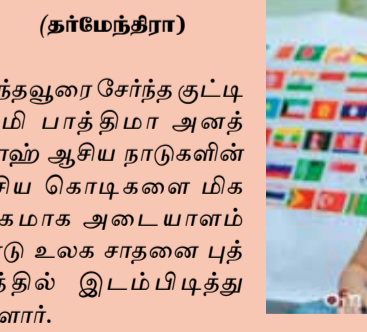 (தர்மேந்திரா)
ந்தவூரை சேர்ந்த குட்டி
மி பாத்திமா அனத்
ாஹ் ஆசிய நாடுகளின்
சிய கொடிகளை மிக
கமாக அடையாளம்
டு உலக சாதனை புத்
த்தில் இடம்பிடித்து
ளார்.